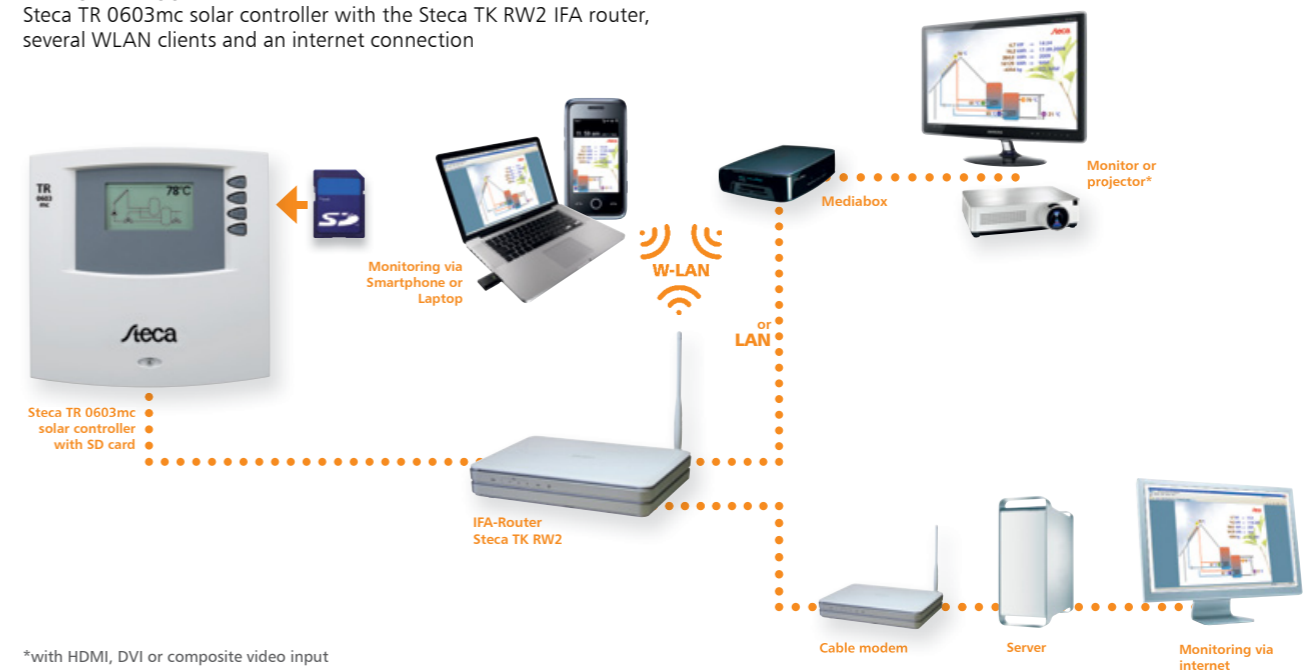 Steca TR 0603mc solar controller with the Steca TK RW2 IFA router,
several WLAN clients and an internet connection
TR
0603
mc
78°C
Steca
SD
Steca TR 0603mc
solar controller
with SD card
Monitoring via
Smartphone or
Laptop
W-LAN
or
LAN
IFA-Router
Steca TK RW2
Mediabox
Steca
SAMSUNG
Monitor or
projector*
Cable modem
Server
Monitoring via
internet
*with HDMI, DVI or composite video input